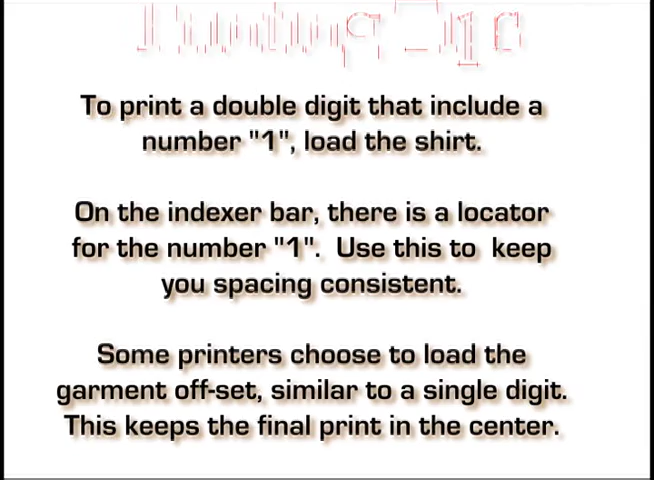 To print a double digit that include a
number "1", load the shirt.
On the indexer bar, there is a locator
for the number "1".  Use this to  keep
you spacing consistent.
Some printers choose to load the
garment off-set, similar to a single digit.
This keeps the final print in the center.